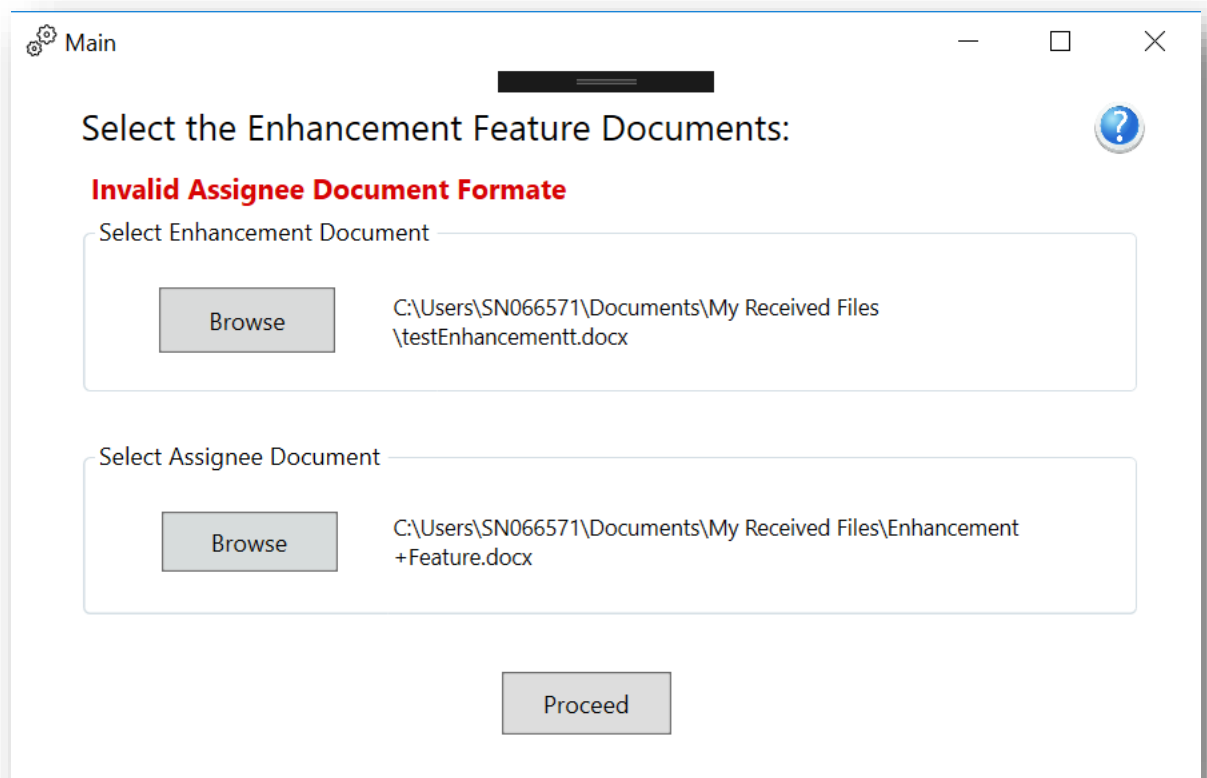 Main
Select the Enhancement Feature Documents:
Invalid Assignee Document Formate
Select Enhancement Document
Browse
C:\Users\SN066571\Documents\My Received Files
\testEnhancementt.docx
Select Assignee Document
Browse
C:\Users\SN066571\Documents\My Received Files\Enhancement
+Feature.docx
Proceed